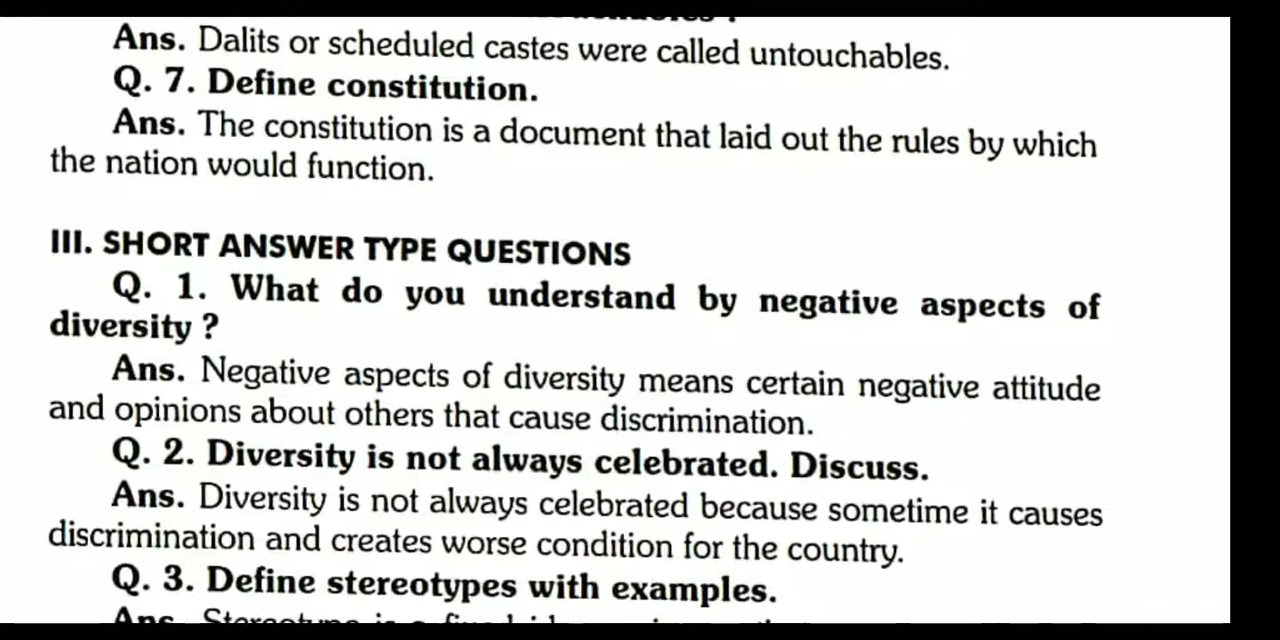 Ans. Dalits or scheduled castes were called untouchables.
Q. 7. Define constitution.
Ans. The constitution is a document that laid out the rules by which
the nation would function.
III. SHORT ANSWER TYPE QUESTIONS
Q. 1. What do you understand by negative aspects of
diversity ?
Ans. Negative aspects of diversity means certain negative attitude
and opinions about others that cause discrimination.
Q. 2. Diversity is not always celebrated. Discuss.
Ans. Diversity is not always celebrated because sometime it causes
discrimination and creates worse condition for the country.
Q. 3. Define stereotypes with examples.
Ans. Stereotype is a